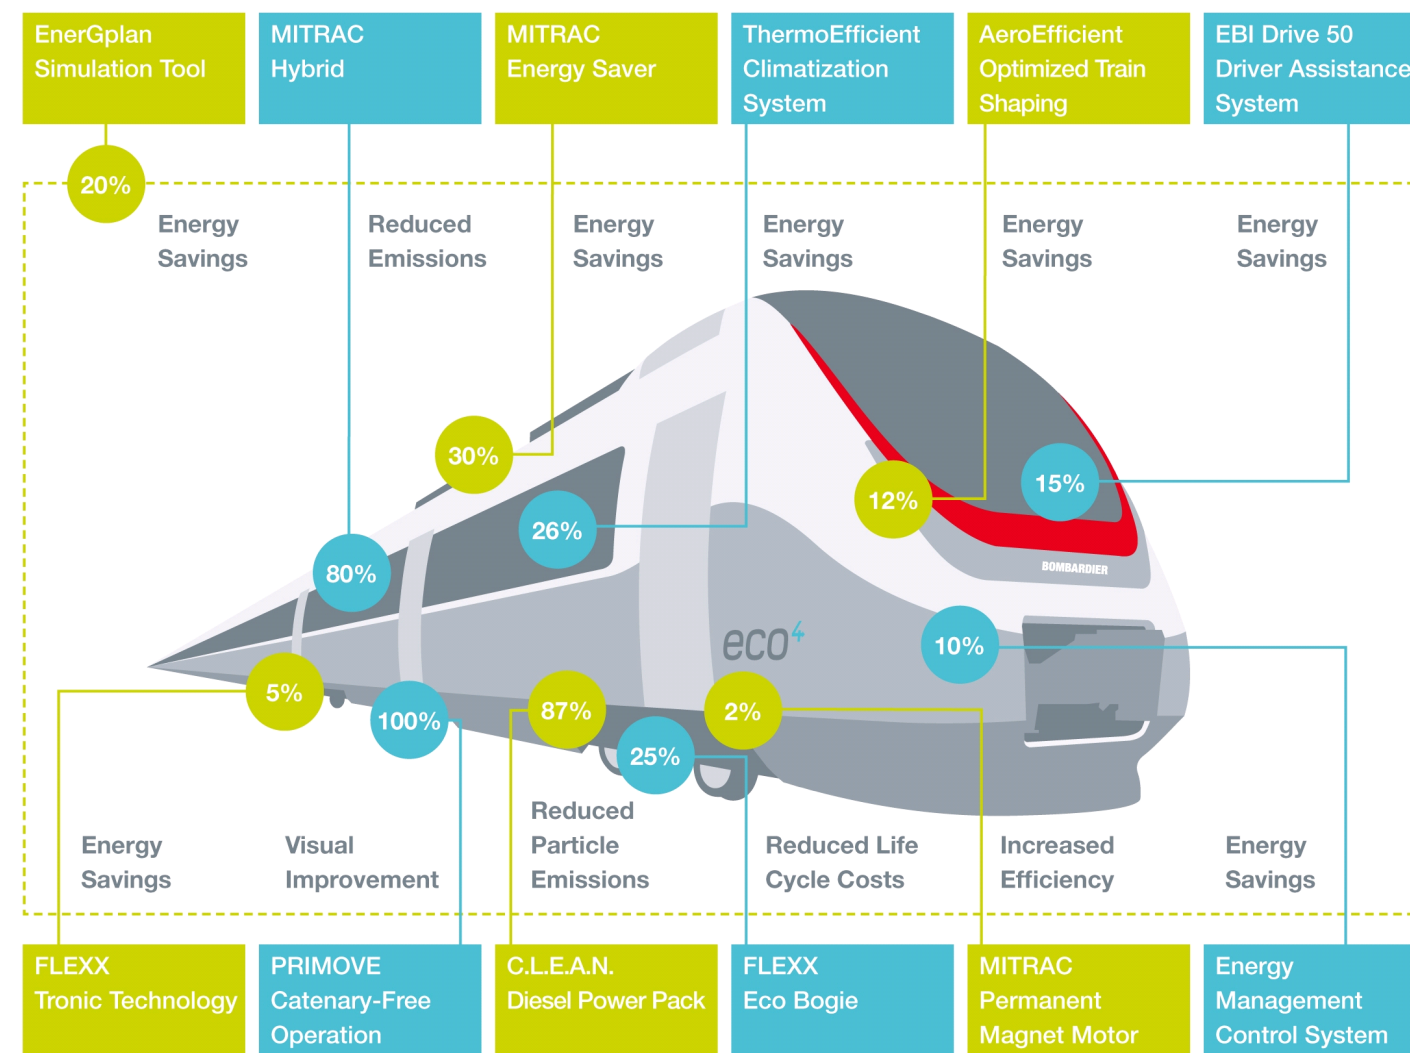 EnerGplan
Simulation Tool
MITRAC
Hybrid
MITRAC
Energy Saver
ThermoEfficient
Climatization
System
AeroEfficient
Optimized Train
Shaping
EBI Drive 50
Driver Assistance
System
20%
Energy
Savings
Reduced
Emissions
Energy
Savings
Energy
Savings
Energy
Savings
Energy
Savings
30%
26%
12%
15%
80%
BOMBARDIER
eco4
10%
5%
100%
87%
25%
2%
Energy
Savings
Visual
Improvement
Reduced
Particle
Emissions
Reduced Life
Cycle Costs
Increased
Efficiency
Energy
Savings
FLEXX
Tronic Technology
PRIMOVE
Catenary-Free
Operation
C.L.E.A.N.
Diesel Power Pack
FLEXX
Eco Bogie
MITRAC
Permanent
Magnet Motor
Energy
Management
Control System